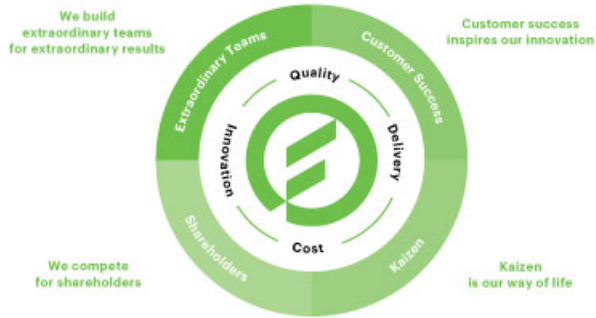 We build
extraordinary teams
for extraordinary results
Customer success
inspires our innovation
Extraordinary Teams
Customer Success
Quality
Innovation
Delivery
Cost
Shareholders
Kaizen
We compete
for shareholders
Kaizen
is our way of life